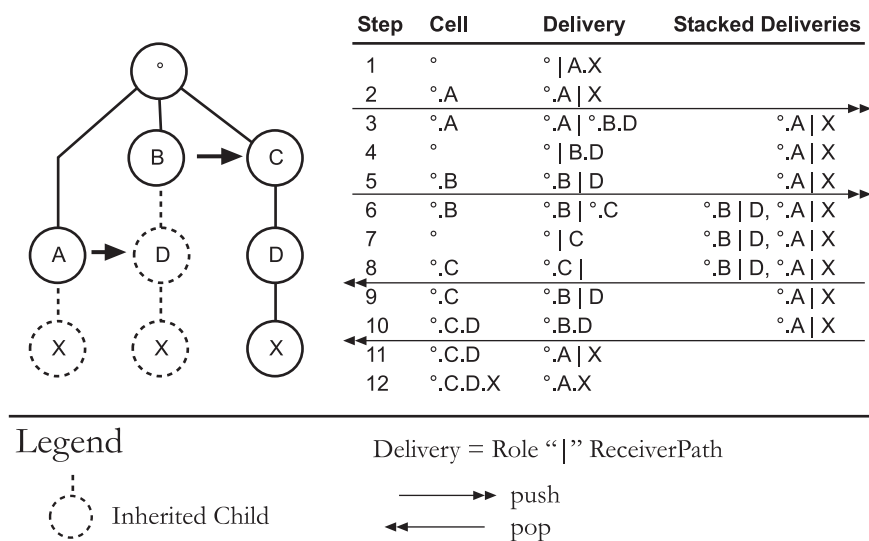 °
B
C
A
D
D
X
X
X
Step Cell Delivery Stacked Deliveries
1 ° ° | A.X
2 °.A °.A | X
3 °.A °.A | °.B.D °.A | X
4 ° ° | B.D °.A | X
5 °.B °.B | D °.A | X
6 °.B °.B | °.C °.B | D, °.A | X
7 ° ° | C °.B | D, °.A | X
8 °.C °.C | °.B | D, °.A | X
9 °.C °.B | D °.A | X
10 °.C.D °.B.D °.A | X
11 °.C.D °.A | X
12 °.C.D.X °.A.X
Legend
Inherited Child
Delivery = Role “|” ReceiverPath
push
pop